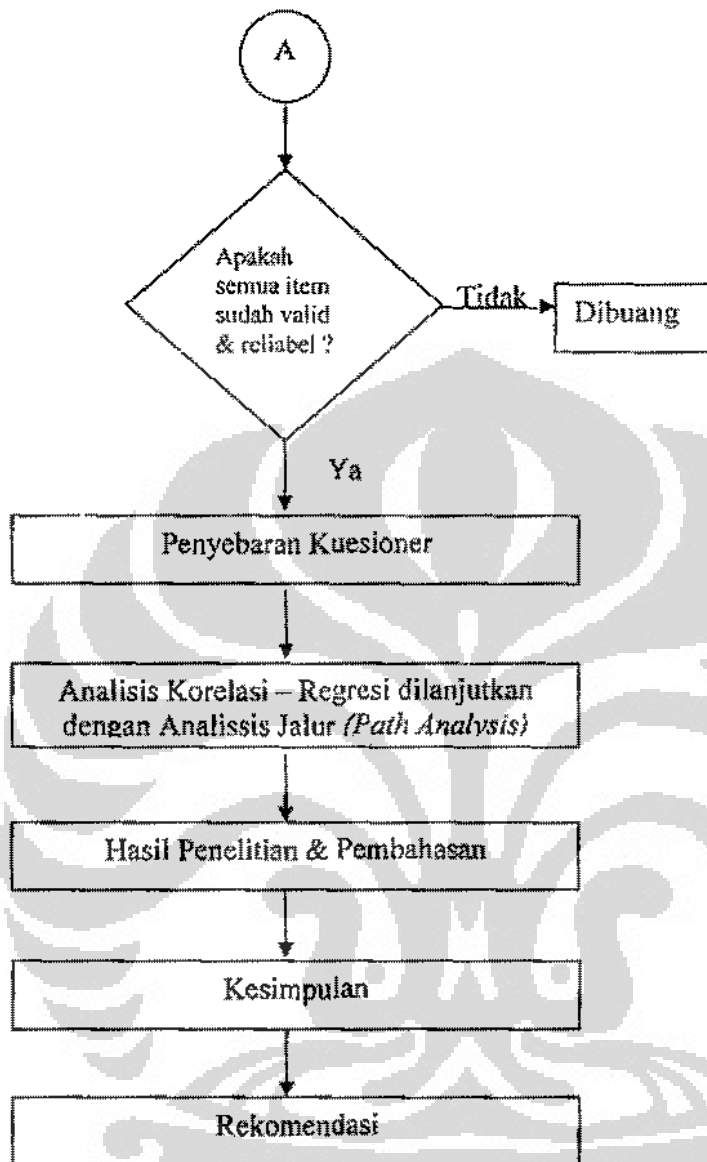 A
Apakah
semua item
sudah valid
& reliabel ?
Tidak
Dibuang
Ya
Penyebaran Kuesioner
Analisis Korelasi – Regresi dilanjutkan
dengan Analissis Jalur (Path Analysis)
Hasil Penelitian & Pembahasan
Kesimpulan
Rekomendasi